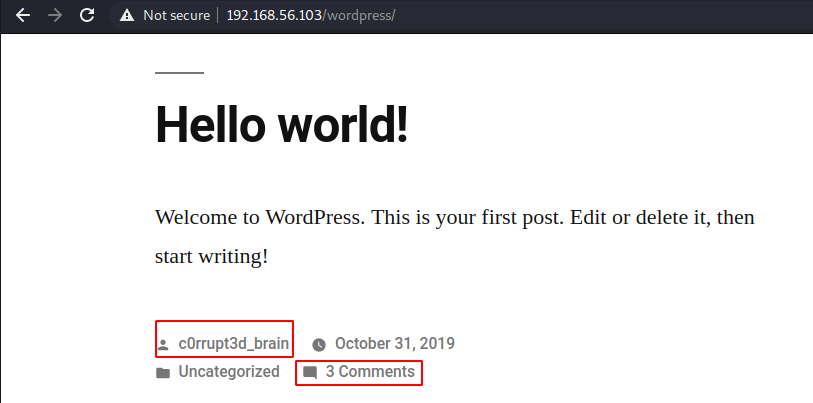 Not secure 192.168.56.103/wordpress/
Hello world!
Welcome to WordPress. This is your first post. Edit or delete it, then
start writing!
c0rrupt3d_brain October 31, 2019
Uncategorized 3 Comments